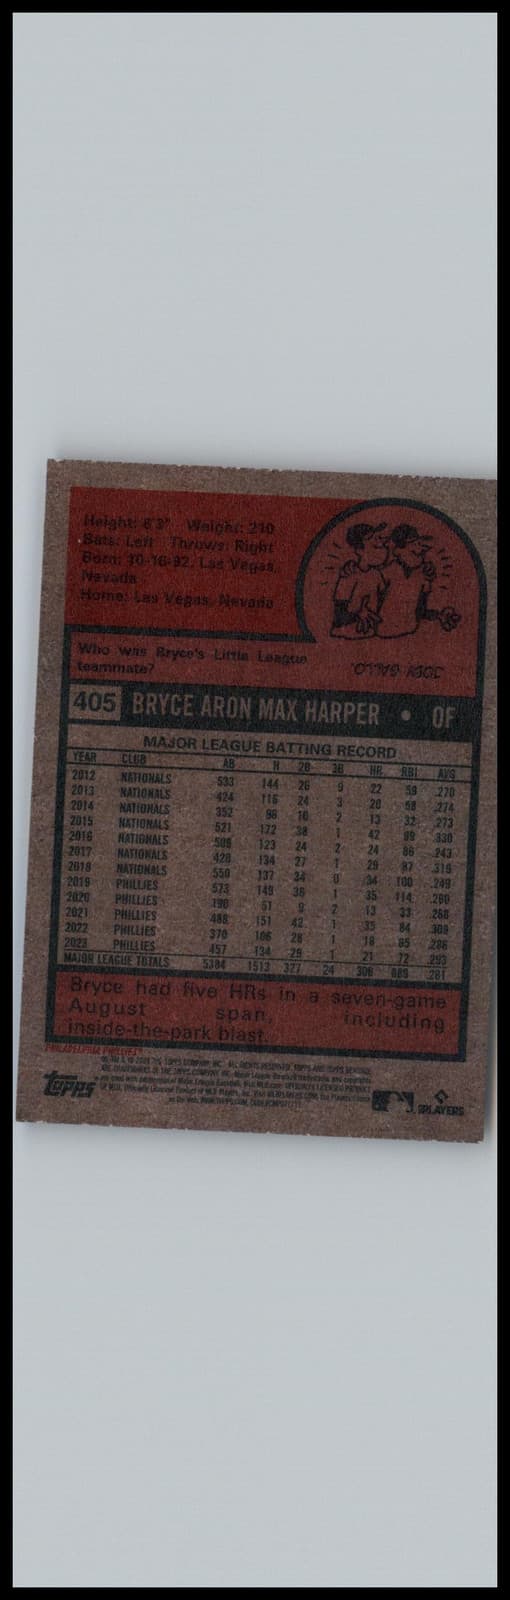 Height: 6'3" Weight: 210
Bats: Left Throws: Right
Born: 10-16-92, Las Vegas,
Nevada
Home: Las Vegas, Nevada
Who was Bryce's Little League
teammate?
JOEY GALLO
405 BRYCE ARON MAX HARPER • OF
MAJOR LEAGUE BATTING RECORD
YEAR CLUB AB H 2B 3B HR RBI AVG
2012 NATIONALS 533 144 26 9 22 59 .270
2013 NATIONALS 424 116 24 3 20 58 .274
2014 NATIONALS 352 96 10 2 13 32 .273
2015 NATIONALS 521 172 38 1 42 99 .330
2016 NATIONALS 506 123 24 2 24 86 .243
2017 NATIONALS 420 134 27 1 29 87 .319
2018 NATIONALS 550 137 34 0 34 100 .249
2019 PHILLIES 573 149 36 1 35 114 .260
2020 PHILLIES 190 51 9 2 13 33 .268
2021 PHILLIES 488 151 42 1 35 84 .309
2022 PHILLIES 370 106 28 1 18 65 .286
2023 PHILLIES 457 134 29 1 21 72 .293
MAJOR LEAGUE TOTALS 5384 1513 327 24 306 889 .281
Bryce had five HRs in a seven-game
August span, including
inside-the-park blast.
PHILADELPHIA PHILLIES
Topps
PLAYERS